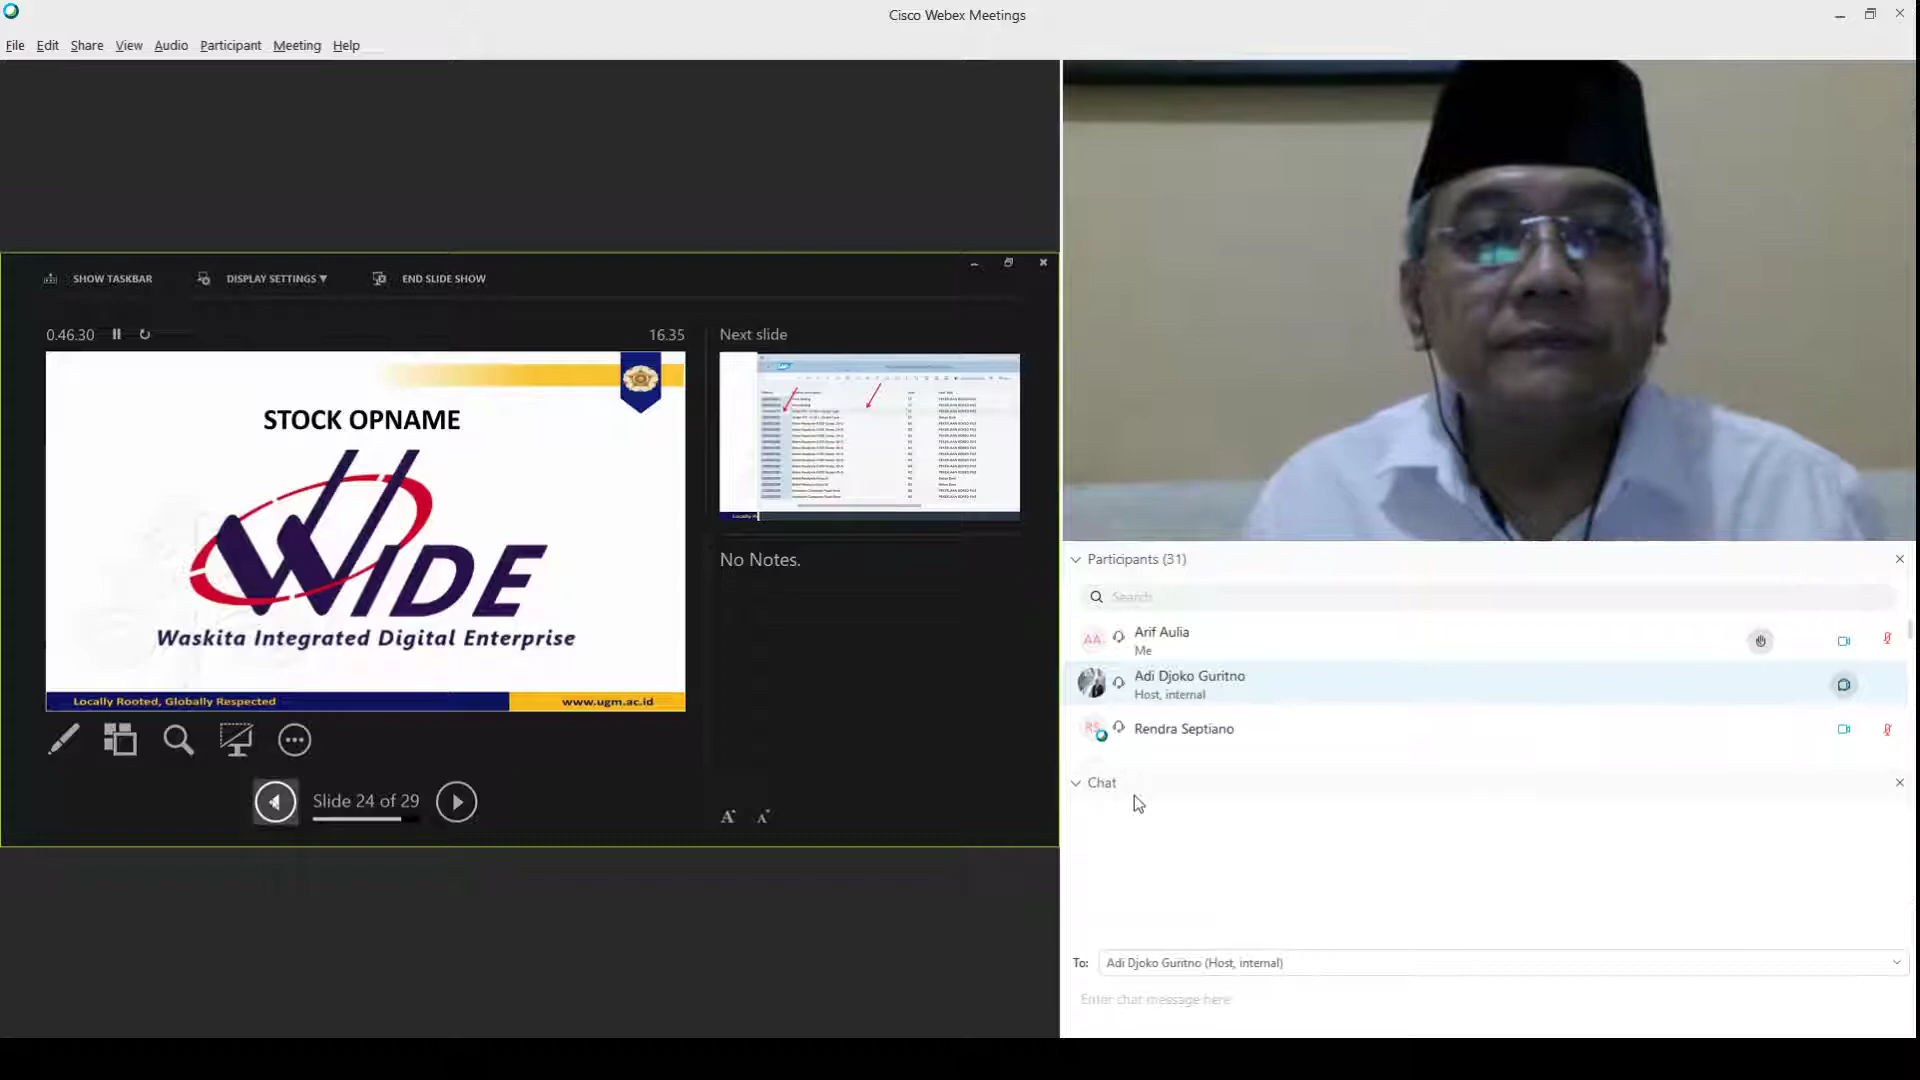 Cisco Webex Meetings
File Edit Share View Audio Participant Meeting Help
SHOW TASKBAR DISPLAY SETTINGS ▾ END SLIDE SHOW
0.46.30 16.35
STOCK OPNAME
WIDE
Waskita Integrated Digital Enterprise
Locally Rooted, Globally Respected www.ugm.ac.id
Slide 24 of 29
Next slide
No Notes.
A A
Participants (31)
Search
AA Arif Aulia
Me
Adi Djoko Guritno
Host, internal
RS Rendra Septiano
Chat
To: Adi Djoko Guritno (Host, internal)
Enter chat message here